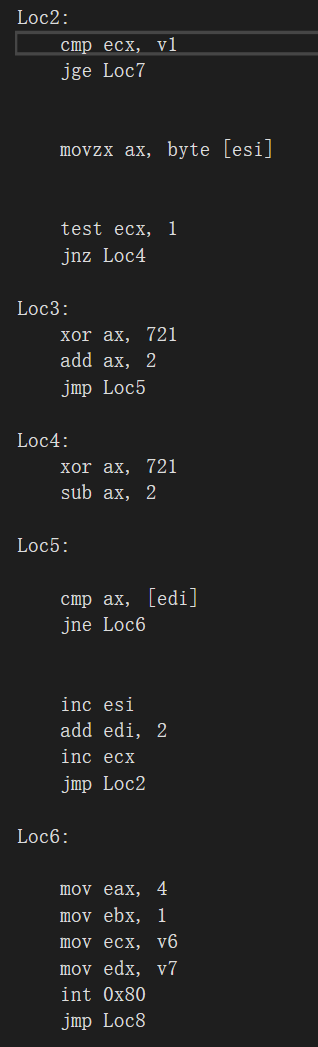 Loc2:
cmp ecx, v1
jge Loc7
movzx ax, byte [esi]
test ecx, 1
jnz Loc4
Loc3:
xor ax, 721
add ax, 2
jmp Loc5
Loc4:
xor ax, 721
sub ax, 2
Loc5:
cmp ax, [edi]
jne Loc6
inc esi
add edi, 2
inc ecx
jmp Loc2
Loc6:
mov eax, 4
mov ebx, 1
mov ecx, v6
mov edx, v7
int 0x80
jmp Loc8